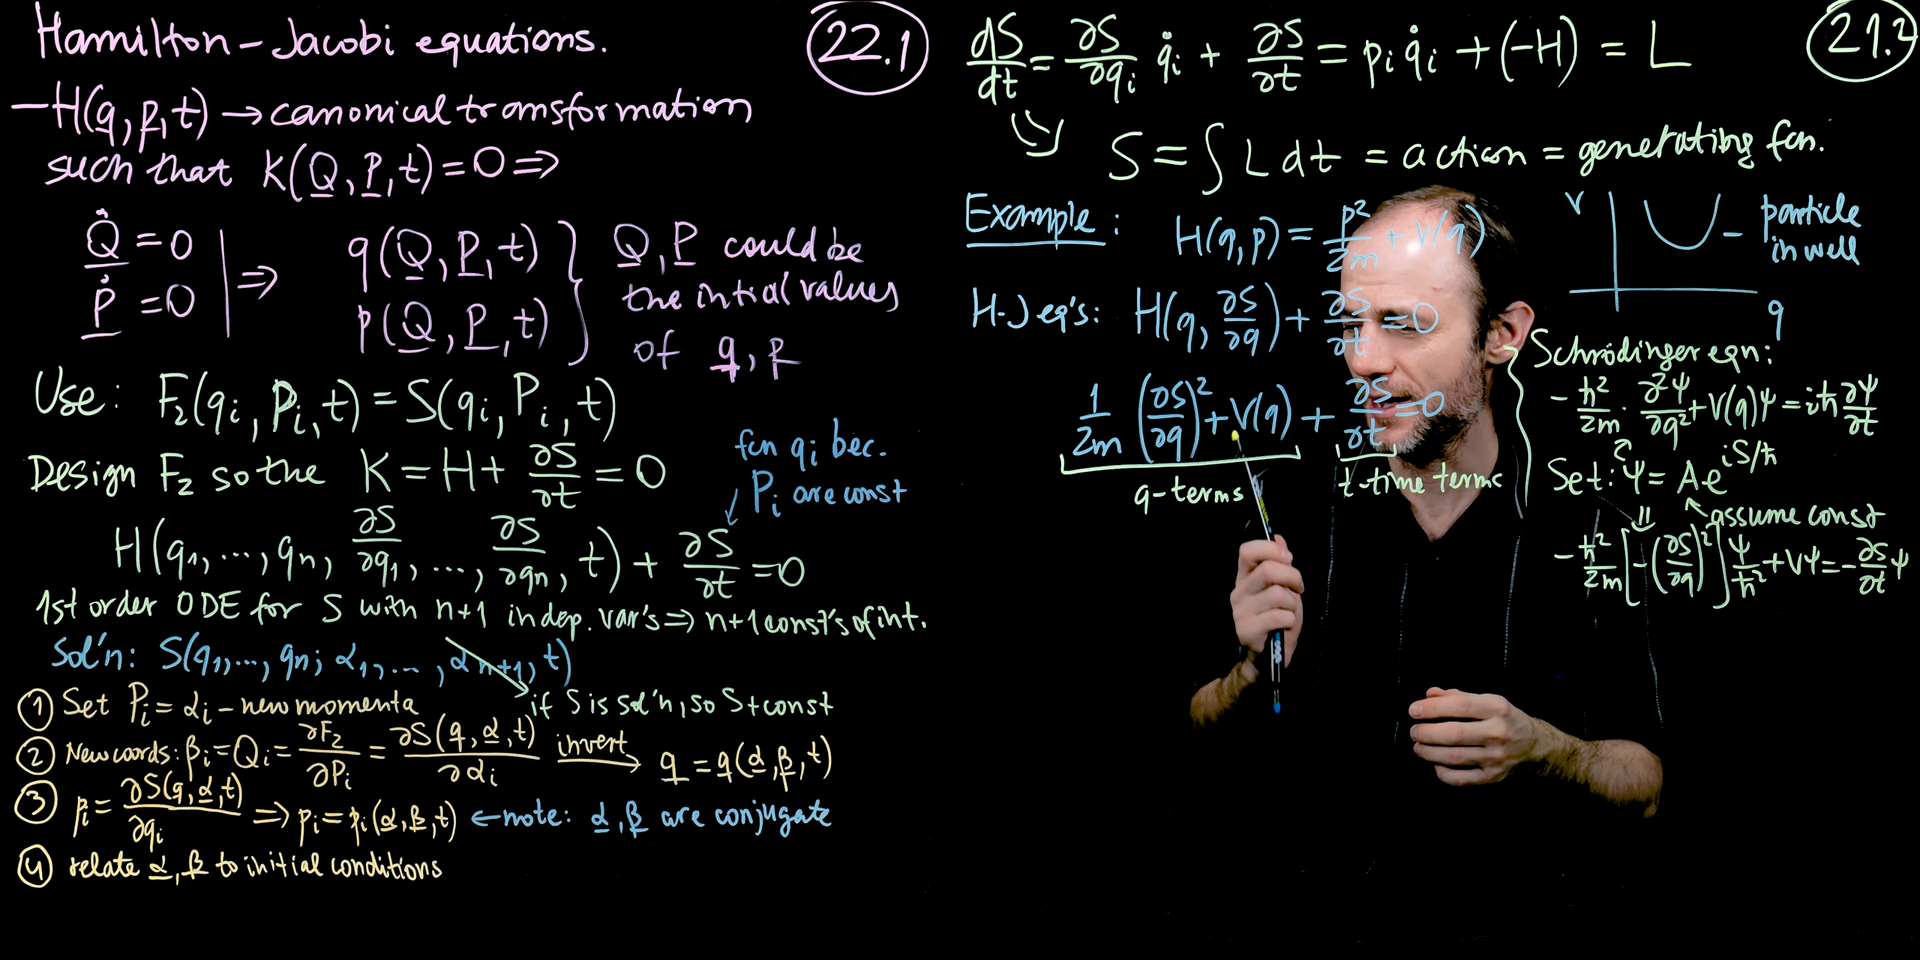 Hamilton-Jacobi equations.
22.1
-H(q, p, t) → canonical transformation
such that K(Q, P, t) = 0 ⇒
Q̇ = 0
Ṗ = 0
⇒
q(Q, P, t)
p(Q, P, t)
Q, P could be
the intial values
of q, p
Use: F₂(qᵢ, Pᵢ, t) = S(qᵢ, Pᵢ, t)
Design F₂ so the K = H + ∂S/∂t = 0
fcn qᵢ bec.
Pᵢ are const
H(q₁, ..., qₙ, ∂S/∂q₁, ..., ∂S/∂qₙ, t) + ∂S/∂t = 0
1st order ODE for S with n+1 indep. var's ⇒ n+1 const's of int.
Sol'n: S(q₁, ..., qₙ; α₁, ..., αₙ₊₁, t)
if S is sol'n, so S+const
① Set Pᵢ = αᵢ - new momenta
② New coords: βᵢ = Qᵢ = ∂F₂/∂Pᵢ = ∂S(q, α, t)/∂αᵢ invert → q = q(α, β, t)
③ pᵢ = ∂S(q, α, t)/∂qᵢ ⇒ pᵢ = pᵢ(α, β, t) ← note: α, β are conjugate
④ relate α, β to initial conditions
21.2
dS/dt = ∂S/∂qᵢ q̇ᵢ + ∂S/∂t = pᵢ q̇ᵢ + (-H) = L
S = ∫ L dt = action = generating fcn.
Example: H(q, p) = p²/2m + V(q)
V
q
particle
in well
H-J eq's: H(q, ∂S/∂q) + ∂S/∂t = 0
1/2m (∂S/∂q)² + V(q) + ∂S/∂t = 0
q-terms
t-time terms
Schrödinger eqn:
-ħ²/2m · ∂²Ψ/∂q² + V(q)Ψ = iħ ∂Ψ/∂t
Set: Ψ = A e^{iS/ħ}
assume const
-ħ²/2m [-(∂S/∂q)²] Ψ/ħ² + VΨ = -∂S/∂t Ψ